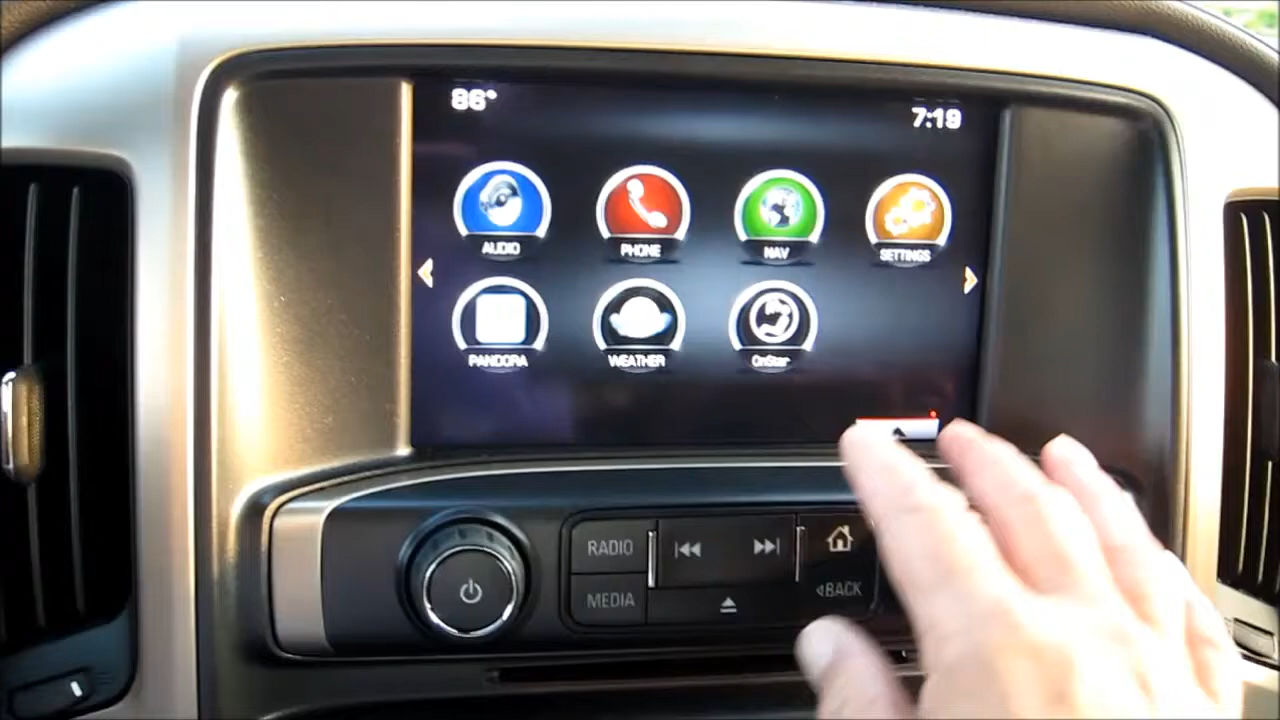 86°
7:19
AUDIO
PHONE
NAV
SETTINGS
PANDORA
WEATHER
OnStar
RADIO
MEDIA
BACK